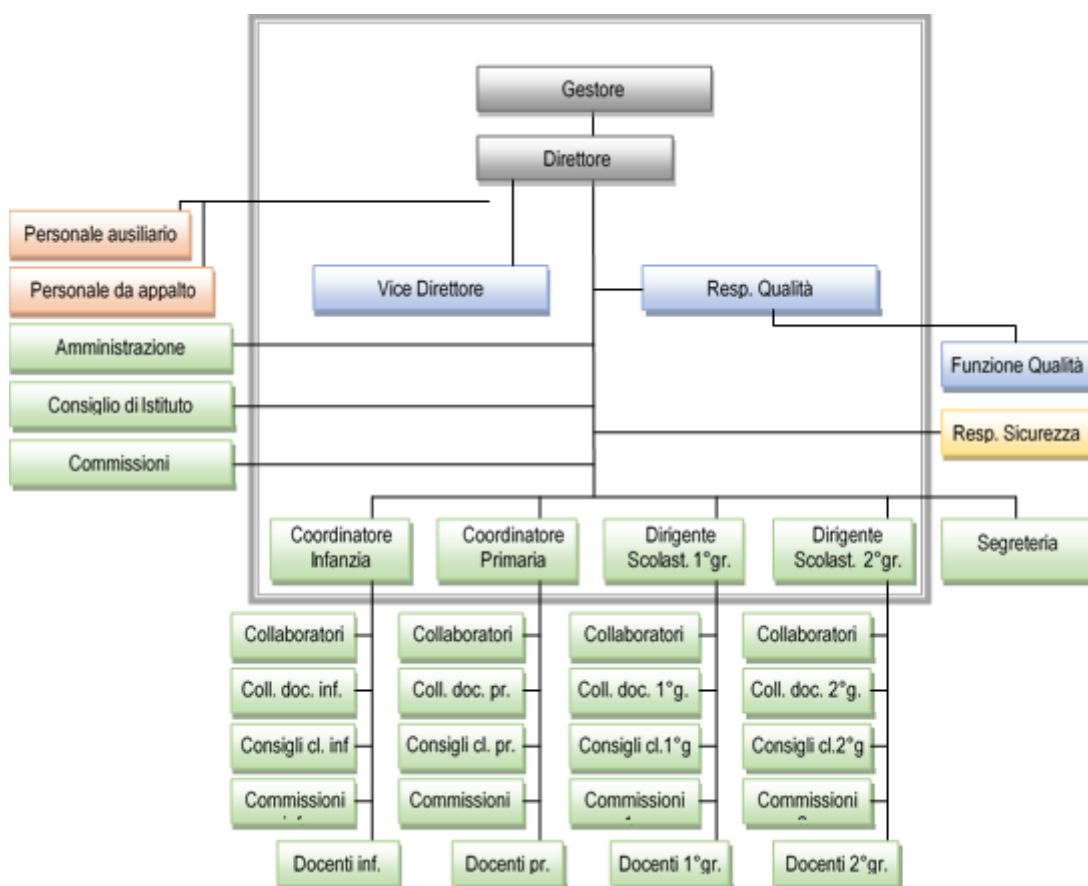 Gestore
Direttore
Personale ausiliario
Personale da appalto
Vice Direttore
Resp. Qualità
Amministrazione
Funzione Qualità
Consiglio di Istituto
Resp. Sicurezza
Commissioni
Coordinatore
Infanzia
Coordinatore
Primaria
Dirigente
Scolast. 1°gr.
Dirigente
Scolast. 2°gr.
Segreteria
Collaboratori
Collaboratori
Collaboratori
Collaboratori
Coll. doc. inf.
Coll. doc. pr.
Coll. doc. 1°g.
Coll. doc. 2°g.
Consigli cl. inf
Consigli cl. pr.
Consigli cl.1°g
Consigli cl.2°g
Commissioni
Commissioni
Commissioni
Commissioni
Docenti inf.
Docenti pr.
Docenti 1°gr.
Docenti 2°gr.